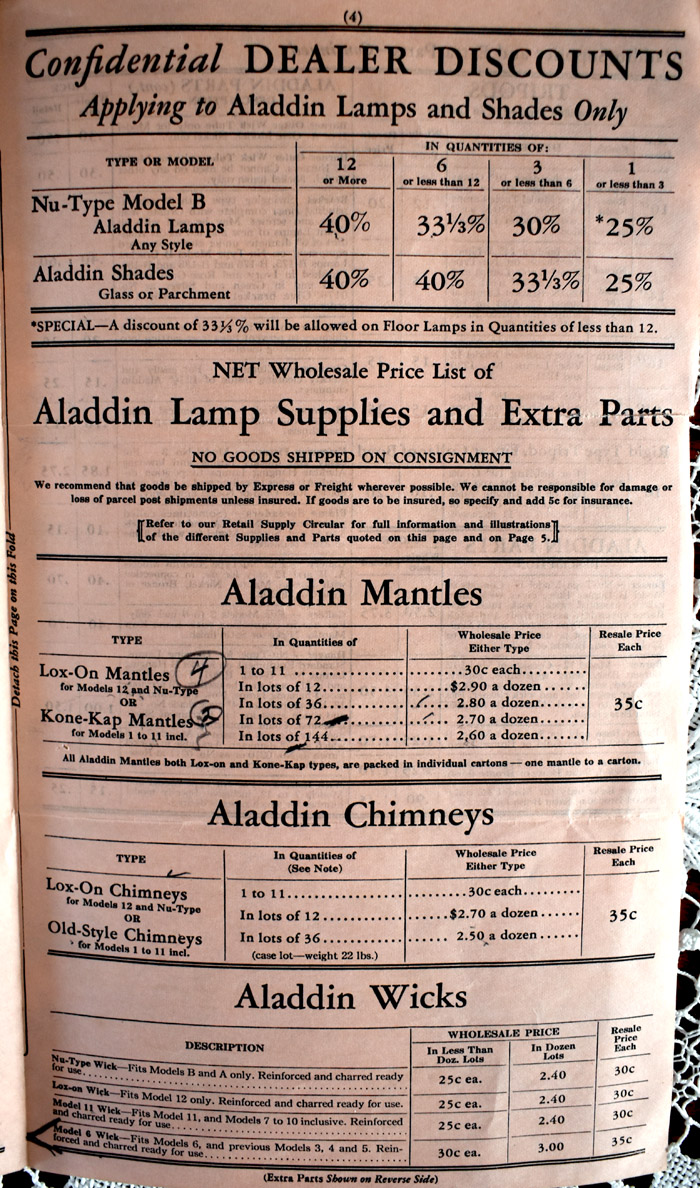 (4)
Confidential DEALER DISCOUNTS
Applying to Aladdin Lamps and Shades Only
TYPE OR MODEL
IN QUANTITIES OF:
12 or More
6 or less than 12
3 or less than 6
1 or less than 3
Nu-Type Model B
Aladdin Lamps
Any Style
40% 33⅓% 30% *25%
Aladdin Shades
Glass or Parchment
40% 40% 33⅓% 25%
*SPECIAL—A discount of 33⅓% will be allowed on Floor Lamps in Quantities of less than 12.
NET Wholesale Price List of
Aladdin Lamp Supplies and Extra Parts
NO GOODS SHIPPED ON CONSIGNMENT
We recommend that goods be shipped by Express or Freight wherever possible. We cannot be responsible for damage or
loss of parcel post shipments unless insured. If goods are to be insured, so specify and add 5c for insurance.
[Refer to our Retail Supply Circular for full information and illustrations]
[of the different Supplies and Parts quoted on this page and on Page 5.]
Detach this Page on this Fold
Aladdin Mantles
TYPE
In Quantities of
Wholesale Price
Either Type
Resale Price
Each
Lox-On Mantles 4
for Models 12 and Nu-Type
OR
Kone-Kap Mantles
for Models 1 to 11 incl.
1 to 11 ................30c each..........
In lots of 12................$2.90 a dozen......
In lots of 36................2.80 a dozen......
In lots of 72................2.70 a dozen......
In lots of 144................2.60 a dozen......
35c
All Aladdin Mantles both Lox-on and Kone-Kap types, are packed in individual cartons — one mantle to a carton.
Aladdin Chimneys
TYPE
In Quantities of
(See Note)
Wholesale Price
Either Type
Resale Price
Each
Lox-On Chimneys
for Models 12 and Nu-Type
OR
Old-Style Chimneys
for Models 1 to 11 incl.
1 to 11................30c each.........
In lots of 12................$2.70 a dozen......
In lots of 36................2.50 a dozen......
(case lot—weight 22 lbs.)
35c
Aladdin Wicks
DESCRIPTION
WHOLESALE PRICE
In Less Than
Doz. Lots
In Dozen
Lots
Resale
Price
Each
Nu-Type Wick—Fits Models B and A only. Reinforced and charred ready
for use................ 25c ea. 2.40 30c
Lox-on Wick—Fits Model 12 only. Reinforced and charred ready for use. 25c ea. 2.40 30c
Model 11 Wick—Fits Model 11, and Models 7 to 10 inclusive. Reinforced
and charred ready for use................ 25c ea. 2.40 30c
Model 6 Wick—Fits Models 6, and previous Models 3, 4 and 5. Rein-
forced and charred ready for use................ 30c ea. 3.00 35c
(Extra Parts Shown on Reverse Side)